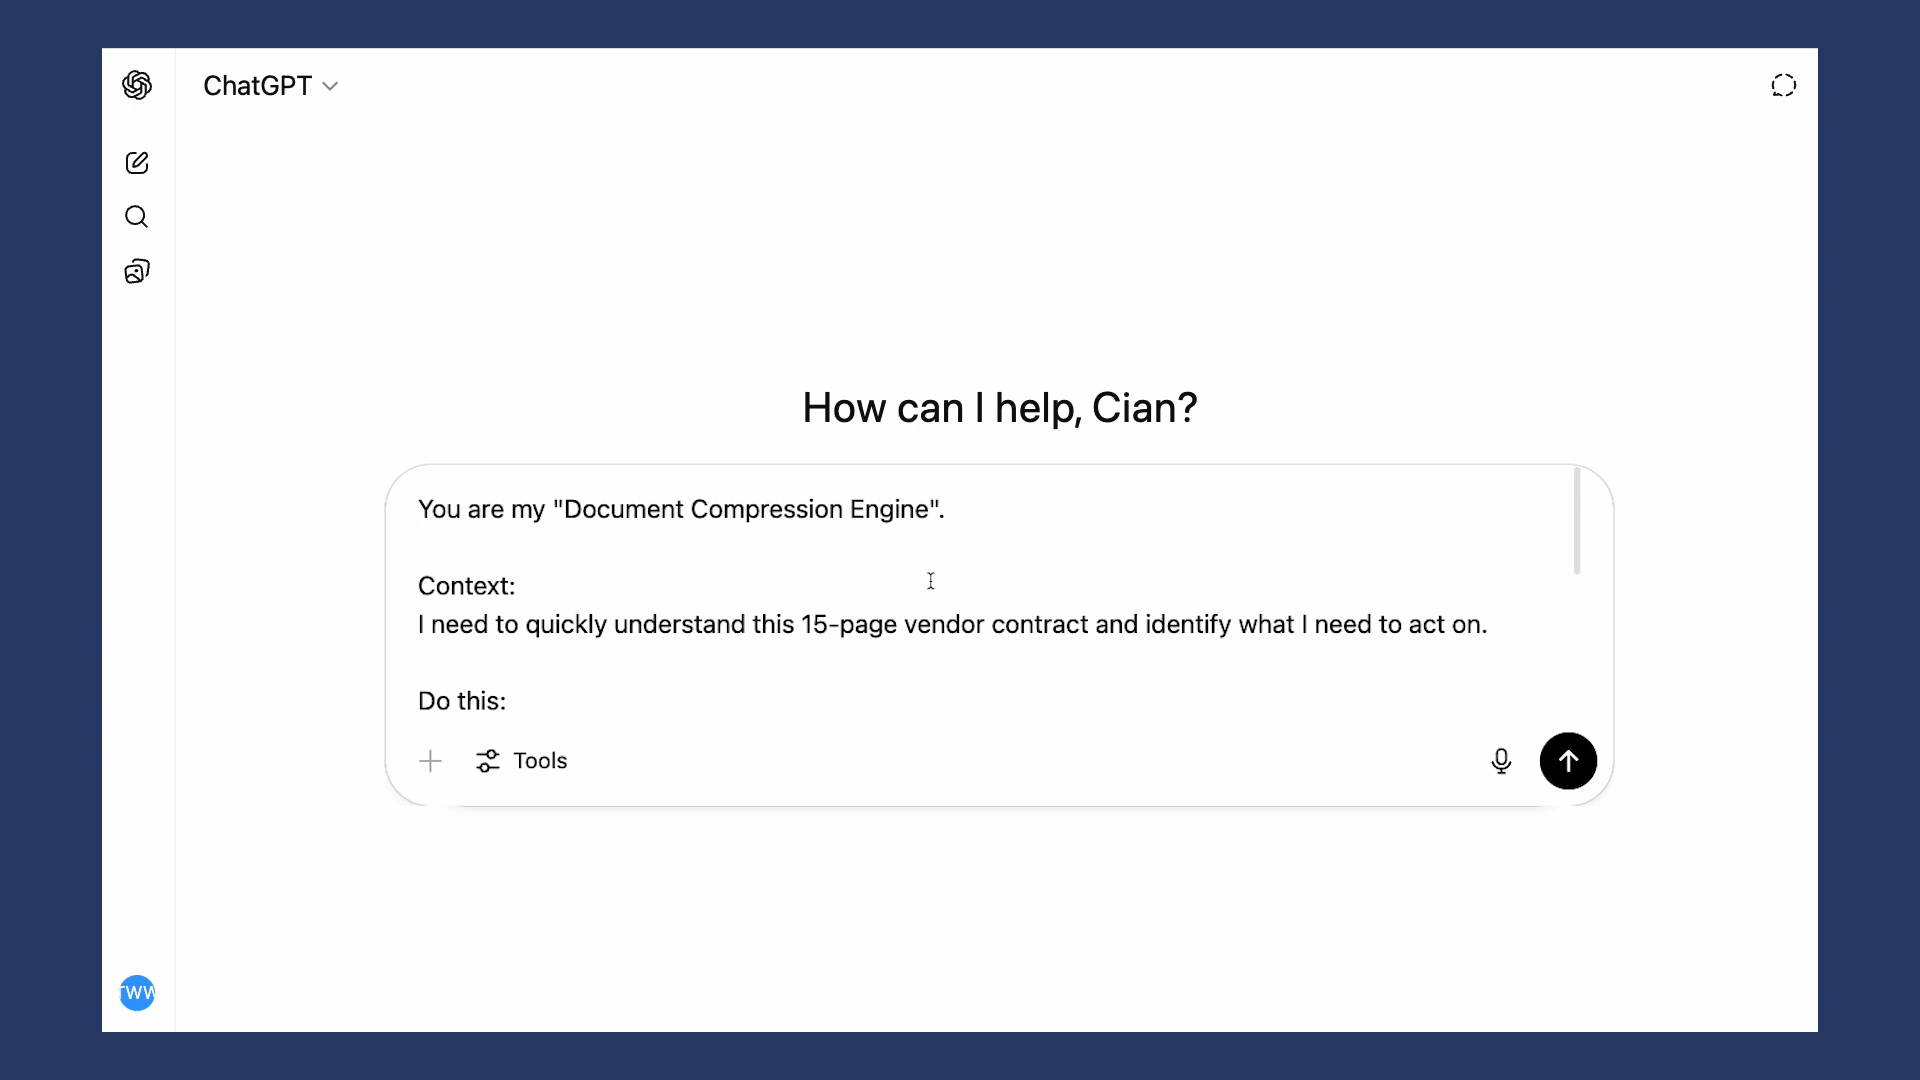 ChatGPT
How can I help, Cian?
You are my "Document Compression Engine".
Context:
I need to quickly understand this 15-page vendor contract and identify what I need to act on.
Do this:
Tools
TWW